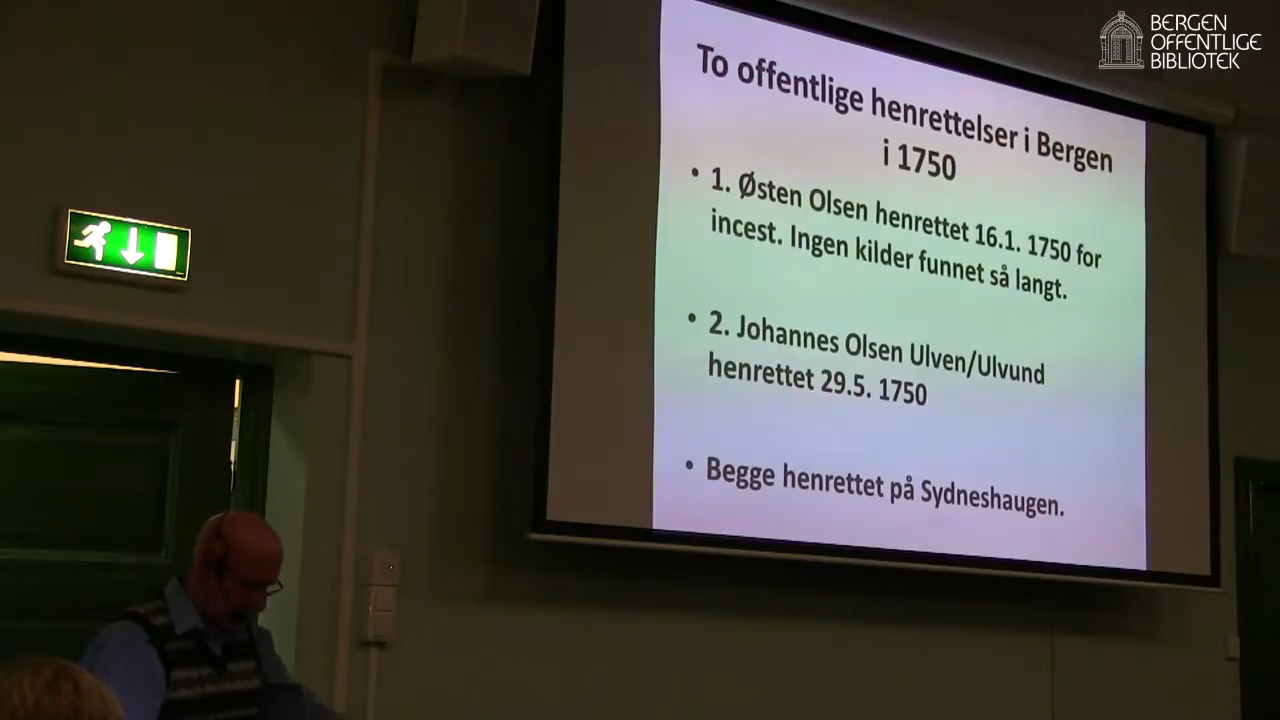 BERGEN
OFFENTLIGE
BIBLIOTEK
To offentlige henrettelser i Bergen
i 1750
• 1. Østen Olsen henrettet 16.1. 1750 for
incest. Ingen kilder funnet så langt.
• 2. Johannes Olsen Ulven/Ulvund
henrettet 29.5. 1750
• Begge henrettet på Sydneshaugen.